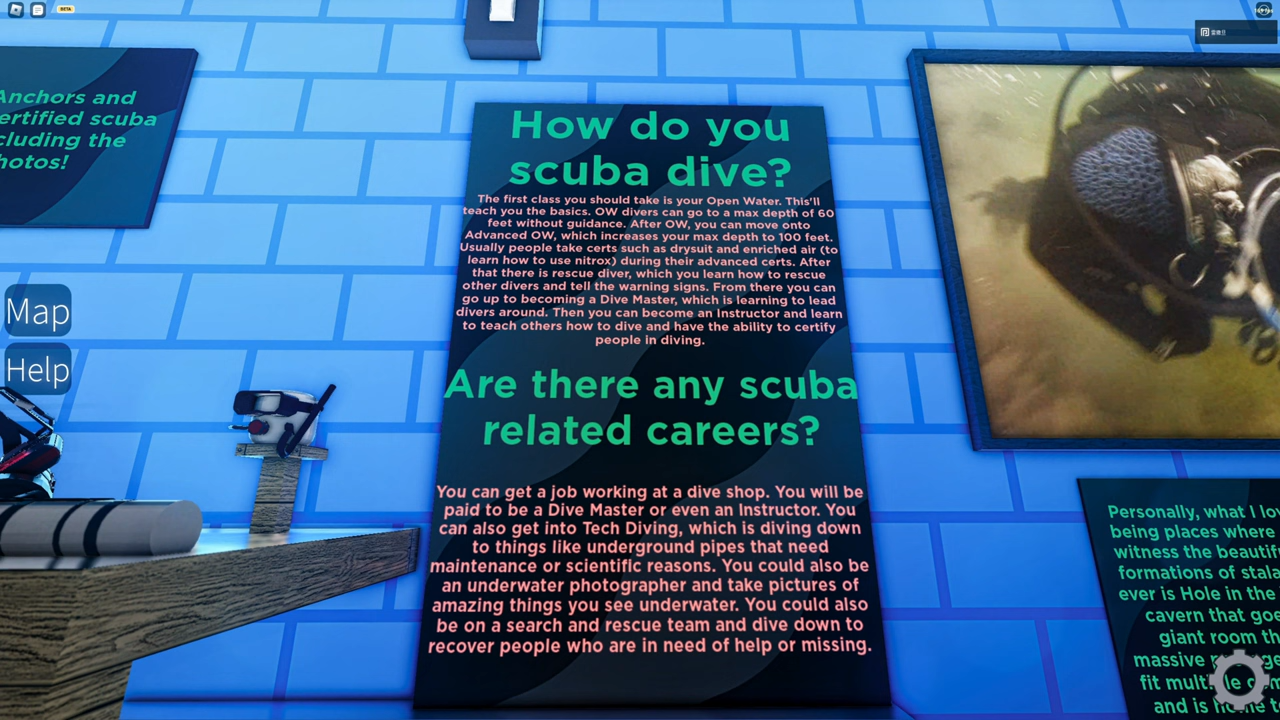 BETA
Anchors and
ertified scuba
cluding the
hotos!
Map
Help
How do you
scuba dive?
The first class you should take is your Open Water. This'll
teach you the basics. OW divers can go to a max depth of 60
feet without guidance. After OW, you can move onto
Advanced OW, which increases your max depth to 100 feet.
Usually people take certs such as drysuit and enriched air (to
learn how to use nitrox) during their advanced certs. After
that there is rescue diver, which you learn how to rescue
other divers and tell the warning signs. From there you can
go up to becoming a Dive Master, which is learning to lead
divers around. Then you can become an Instructor and learn
to teach others how to dive and have the ability to certify
people in diving.
Are there any scuba
related careers?
You can get a job working at a dive shop. You will be
paid to be a Dive Master or even an Instructor. You
can also get into Tech Diving, which is diving down
to things like underground pipes that need
maintenance or scientific reasons. You could also be
an underwater photographer and take pictures of
amazing things you see underwater. You could also
be on a search and rescue team and dive down to
recover people who are in need of help or missing.
Personally, what I lov
being places where
witness the beautif
formations of stala
ever is Hole in the
cavern that goe
giant room th
massive
fit mult
and is